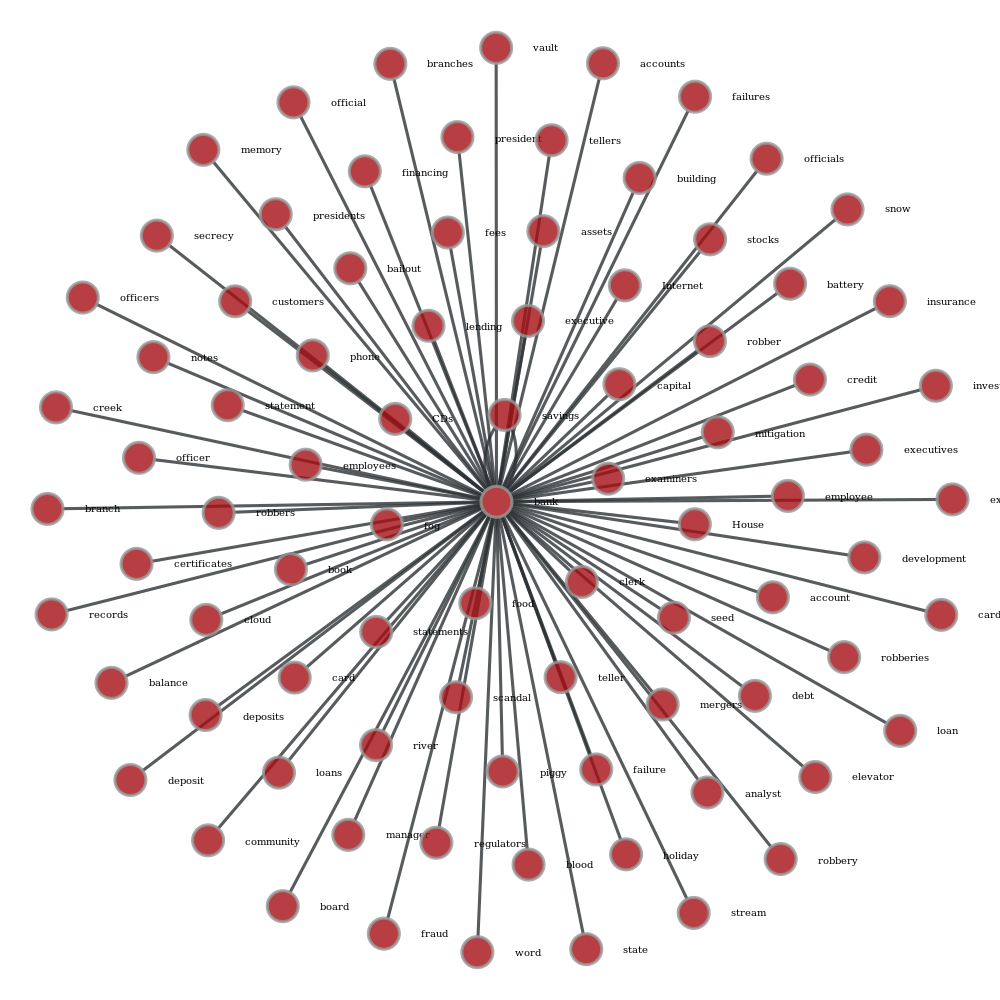 vault
branches
accounts
failures
official
president
tellers
memory
officials
financing
building
snow
presidents
fees
assets
secrecy
stocks
bailout
battery
Internet
officers
customers
insurance
lending
executive
robber
notes
phone
credit
capital
inves
statement
creek
CDs
savings
mitigation
executives
officer
employees
examiners
employee
ex
bank
branch
robbers
fog
House
development
certificates
book
clerk
account
food
records
cloud
seed
card
statements
robberies
card
teller
balance
scandal
debt
mergers
deposits
loan
river
loans
piggy
failure
elevator
deposit
analyst
manager
community
regulators
holiday
robbery
blood
board
stream
fraud
state
word